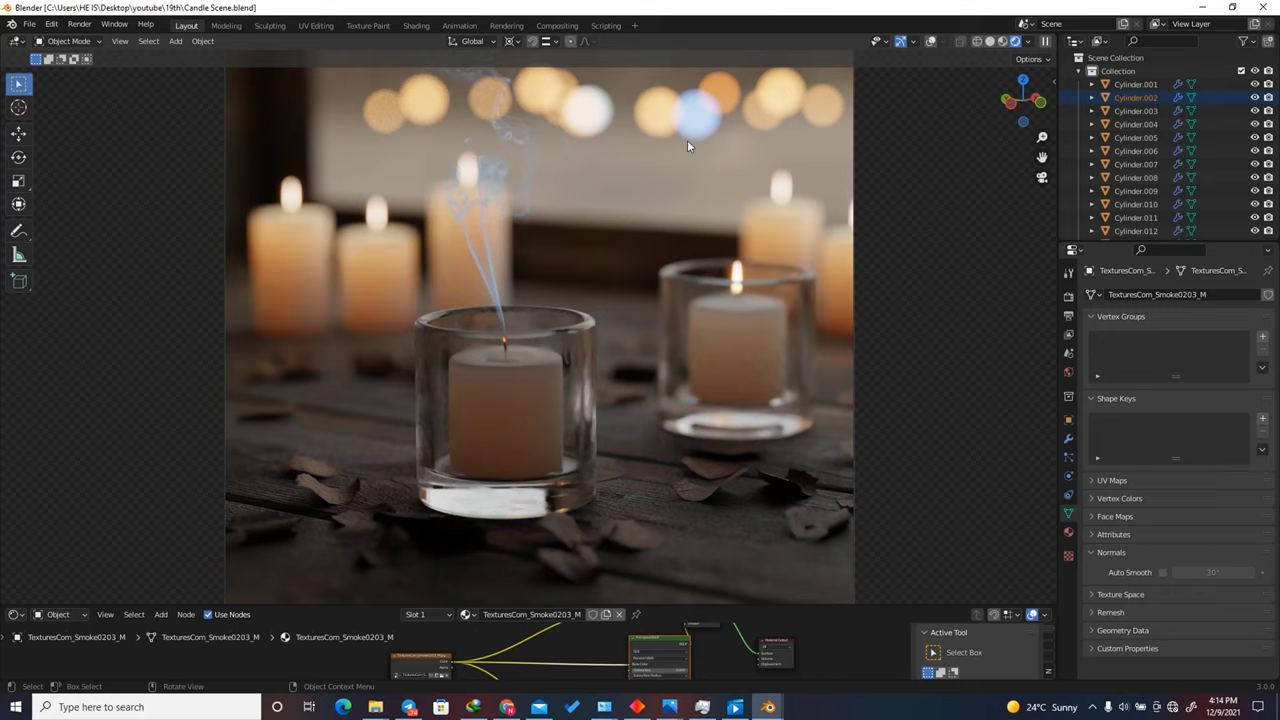 Blender [C:\Users\HE IS\Desktop\youtube\19th\Candle Scene.blend]
File Edit Render Window Help Layout Modeling Sculpting UV Editing Texture Paint Shading Animation Rendering Compositing Scripting + Scene View Layer
Object Mode View Select Add Object Global
Options
Scene Collection
Collection
Cylinder.001
Cylinder.002
Cylinder.003
Cylinder.004
Cylinder.005
Cylinder.006
Cylinder.007
Cylinder.008
Cylinder.009
Cylinder.010
Cylinder.011
Cylinder.012
TexturesCom_S... TexturesCom_S...
TexturesCom_Smoke0203_M
Vertex Groups
Shape Keys
UV Maps
Vertex Colors
Face Maps
Attributes
Normals
Auto Smooth 30°
Texture Space
Remesh
Geometry Data
Custom Properties
Object View Select Add Node Use Nodes Slot 1 TexturesCom_Smoke0203_M
TexturesCom_Smoke0203_M TexturesCom_Smoke0203_M TexturesCom_Smoke0203_M
Active Tool
Select Box
Select Box Select Rotate View Object Context Menu 3.0.0
Type here to search 24°C Sunny 4:14 PM
12/9/2021